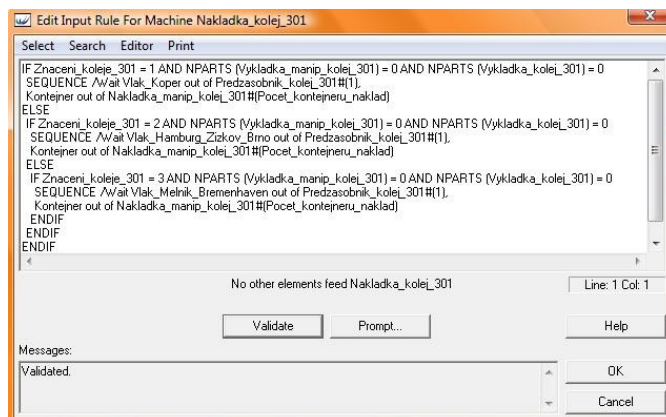 Edit Input Rule For Machine Nakladka_kolej_301
Select Search Editor Print
IF Znaceni_koleje_301 = 1 AND NPARTS (Vykladka_manip_kolej_301) = 0 AND NPARTS (Vykladka_kolej_301) = 0
SEQUENCE /Wait Vlak_Koper out of Predzasobnik_kolej_301#(1),
Kontejner out of Nakladka_manip_kolej_301#(Pocet_kontejneru_naklad)
ELSE
IF Znaceni_koleje_301 = 2 AND NPARTS (Vykladka_manip_kolej_301) = 0 AND NPARTS (Vykladka_kolej_301) = 0
SEQUENCE /Wait Vlak_Hamburg_Zizkov_Brno out of Predzasobnik_kolej_301#(1),
Kontejner out of Nakladka_manip_kolej_301#(Pocet_kontejneru_naklad)
ELSE
IF Znaceni_koleje_301 = 3 AND NPARTS (Vykladka_manip_kolej_301) = 0 AND NPARTS (Vykladka_kolej_301) = 0
SEQUENCE /Wait Vlak_Melnik_Bremenhaven out of Predzasobnik_kolej_301#(1),
Kontejner out of Nakladka_manip_kolej_301#(Pocet_kontejneru_naklad)
ENDIF
ENDIF
ENDIF
No other elements feed Nakladka_kolej_301
Line: 1 Col: 1
Validate Prompt... Help
Messages:
Validated.
OK
Cancel